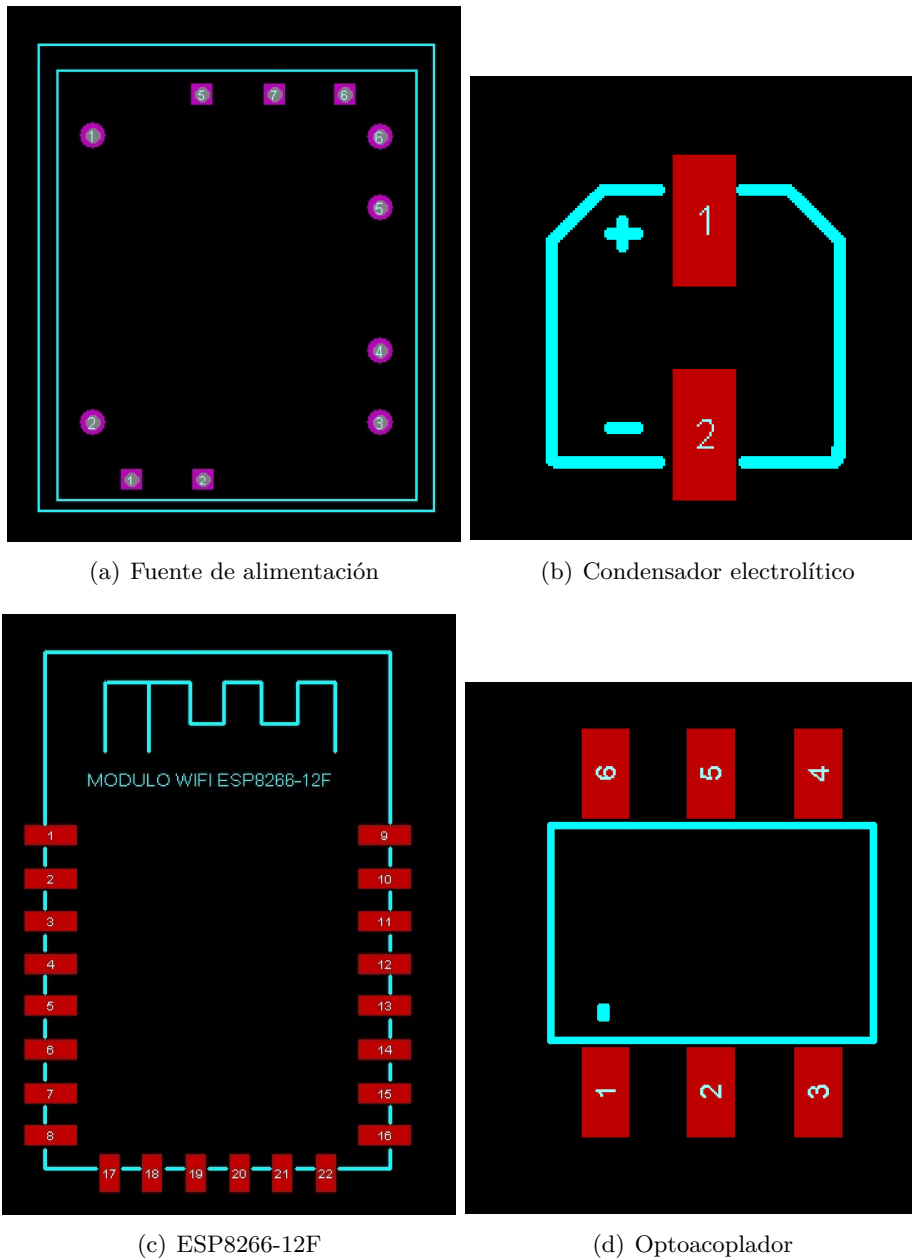 5 7 6
1 6
5
4
2 3
1 2
(a) Fuente de alimentación
1
+
-
2
(b) Condensador electrolítico
MODULO WIFI ESP8266-12F
1 9
2 10
3 11
4 12
5 13
6 14
7 15
8 16
17 18 19 20 21 22
(c) ESP8266-12F
6 5 4
1 2 3
(d) Optoacoplador